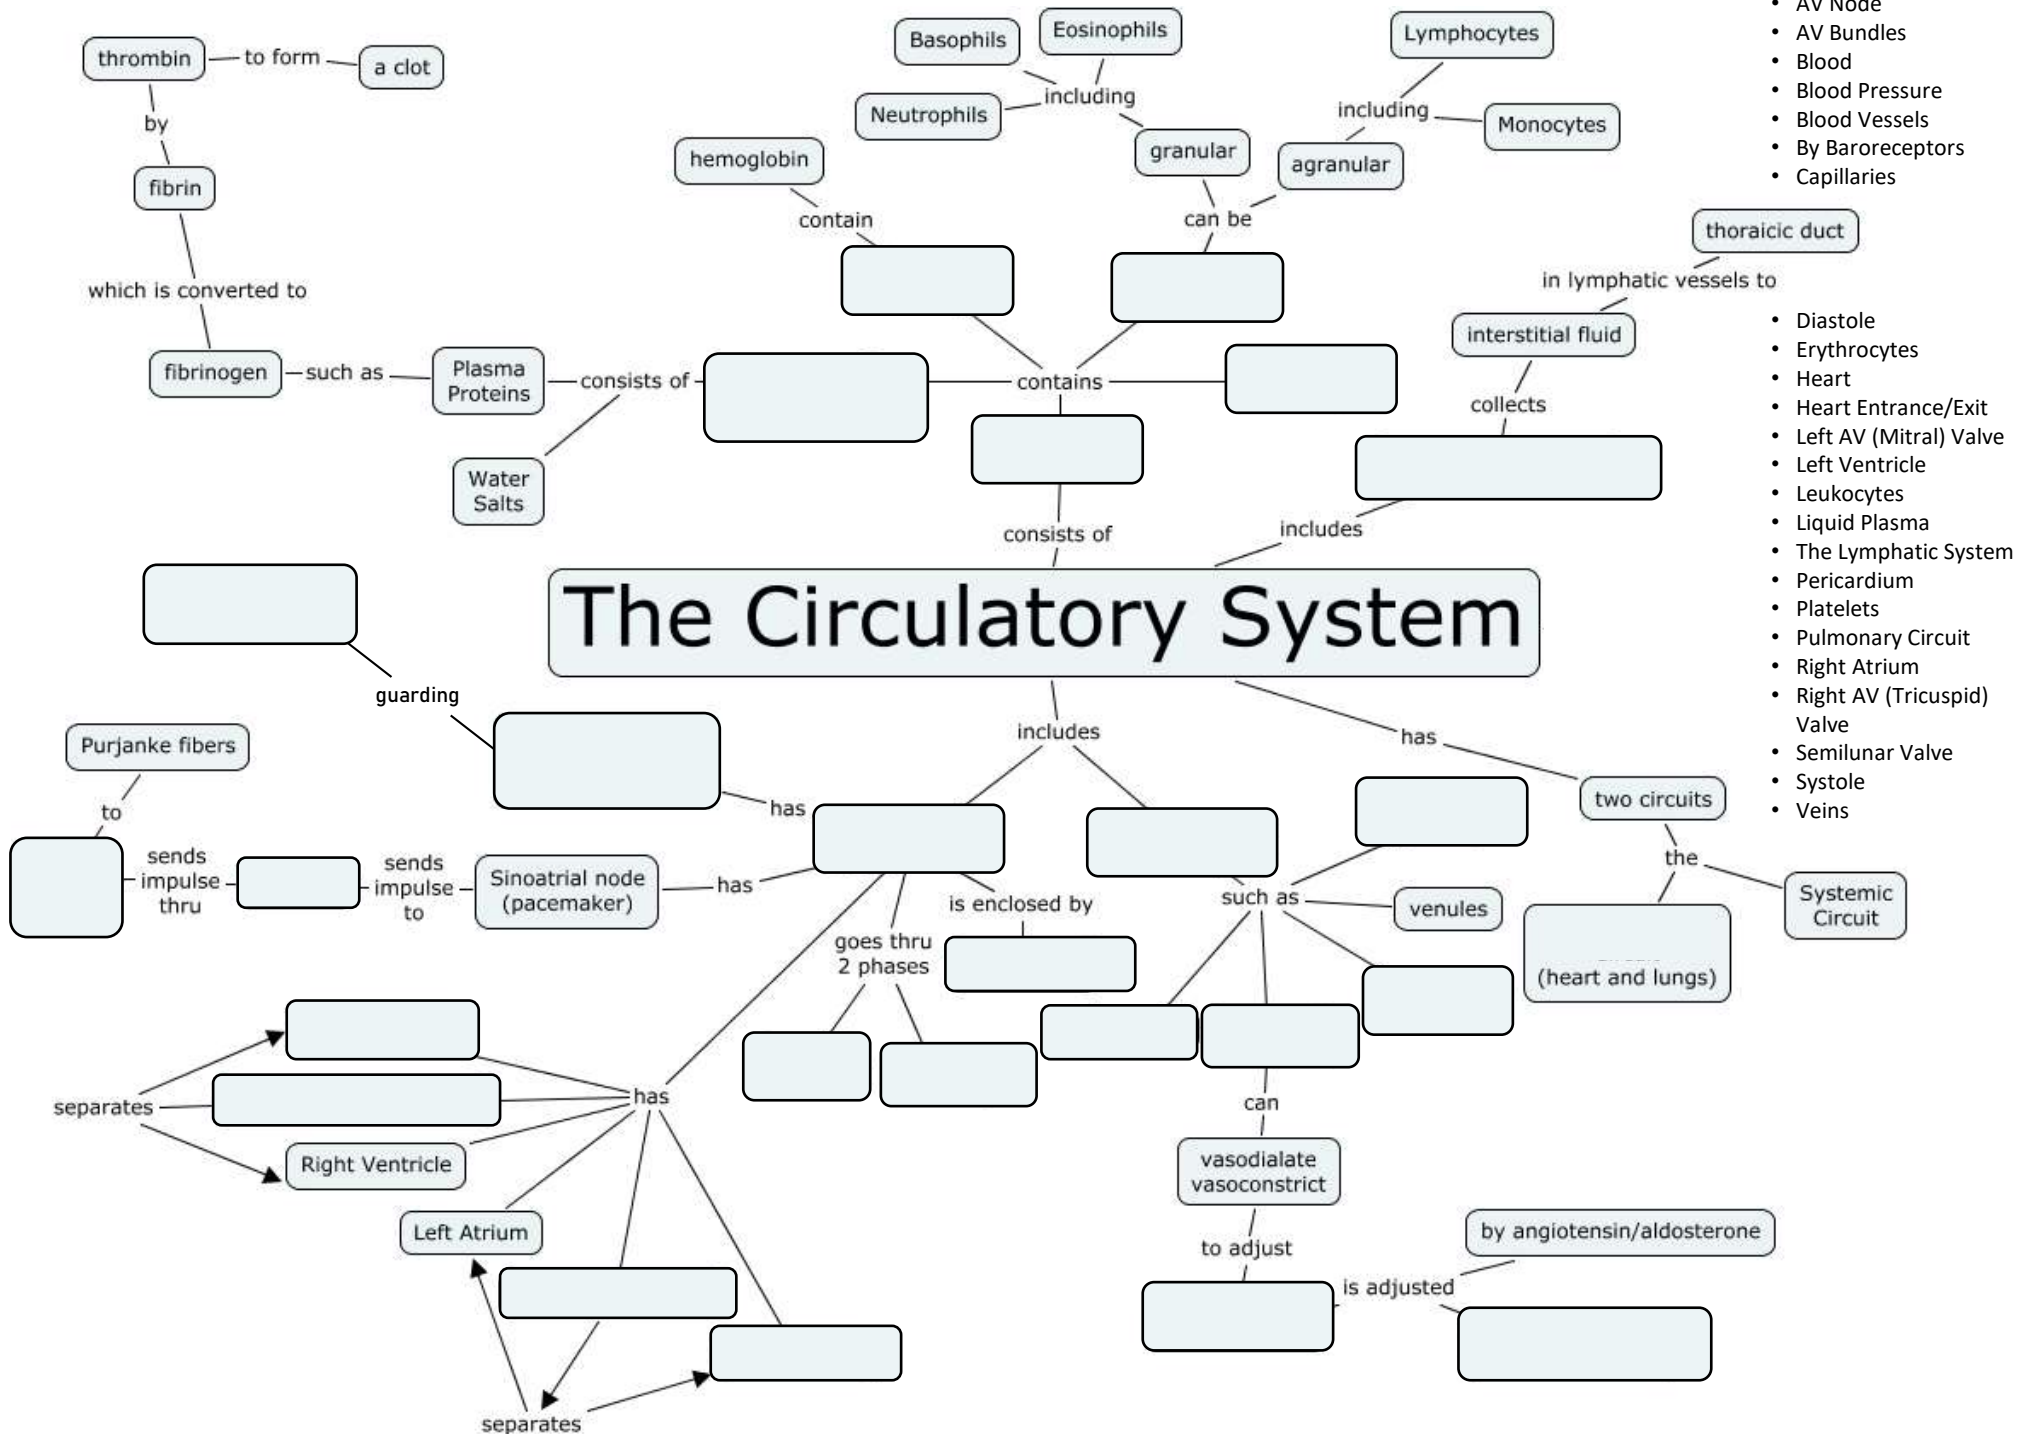 AV Node
• AV Bundles
• Blood
• Blood Pressure
• Blood Vessels
• By Baroreceptors
• Capillaries
• Diastole
• Erythrocytes
• Heart
• Heart Entrance/Exit
• Left AV (Mitral) Valve
• Left Ventricle
• Leukocytes
• Liquid Plasma
• The Lymphatic System
• Pericardium
• Platelets
• Pulmonary Circuit
• Right Atrium
• Right AV (Tricuspid)
Valve
• Semilunar Valve
• Systole
• Veins
thrombin
to form
a clot
by
fibrin
which is converted to
fibrinogen
such as
Plasma
Proteins
consists of
Water
Salts
Basophils
Eosinophils
Neutrophils
including
granular
Lymphocytes
including
Monocytes
agranular
can be
hemoglobin
contain
contains
consists of
thoraicic duct
in lymphatic vessels to
interstitial fluid
collects
includes
The Circulatory System
guarding
has
Purjanke fibers
to
sends
impulse
thru
sends
impulse
to
Sinoatrial node
(pacemaker)
has
includes
is enclosed by
goes thru
2 phases
such as
venules
has
two circuits
the
Systemic
Circuit
(heart and lungs)
separates
has
Right Ventricle
Left Atrium
separates
can
vasodialate
vasoconstrict
to adjust
is adjusted
by angiotensin/aldosterone